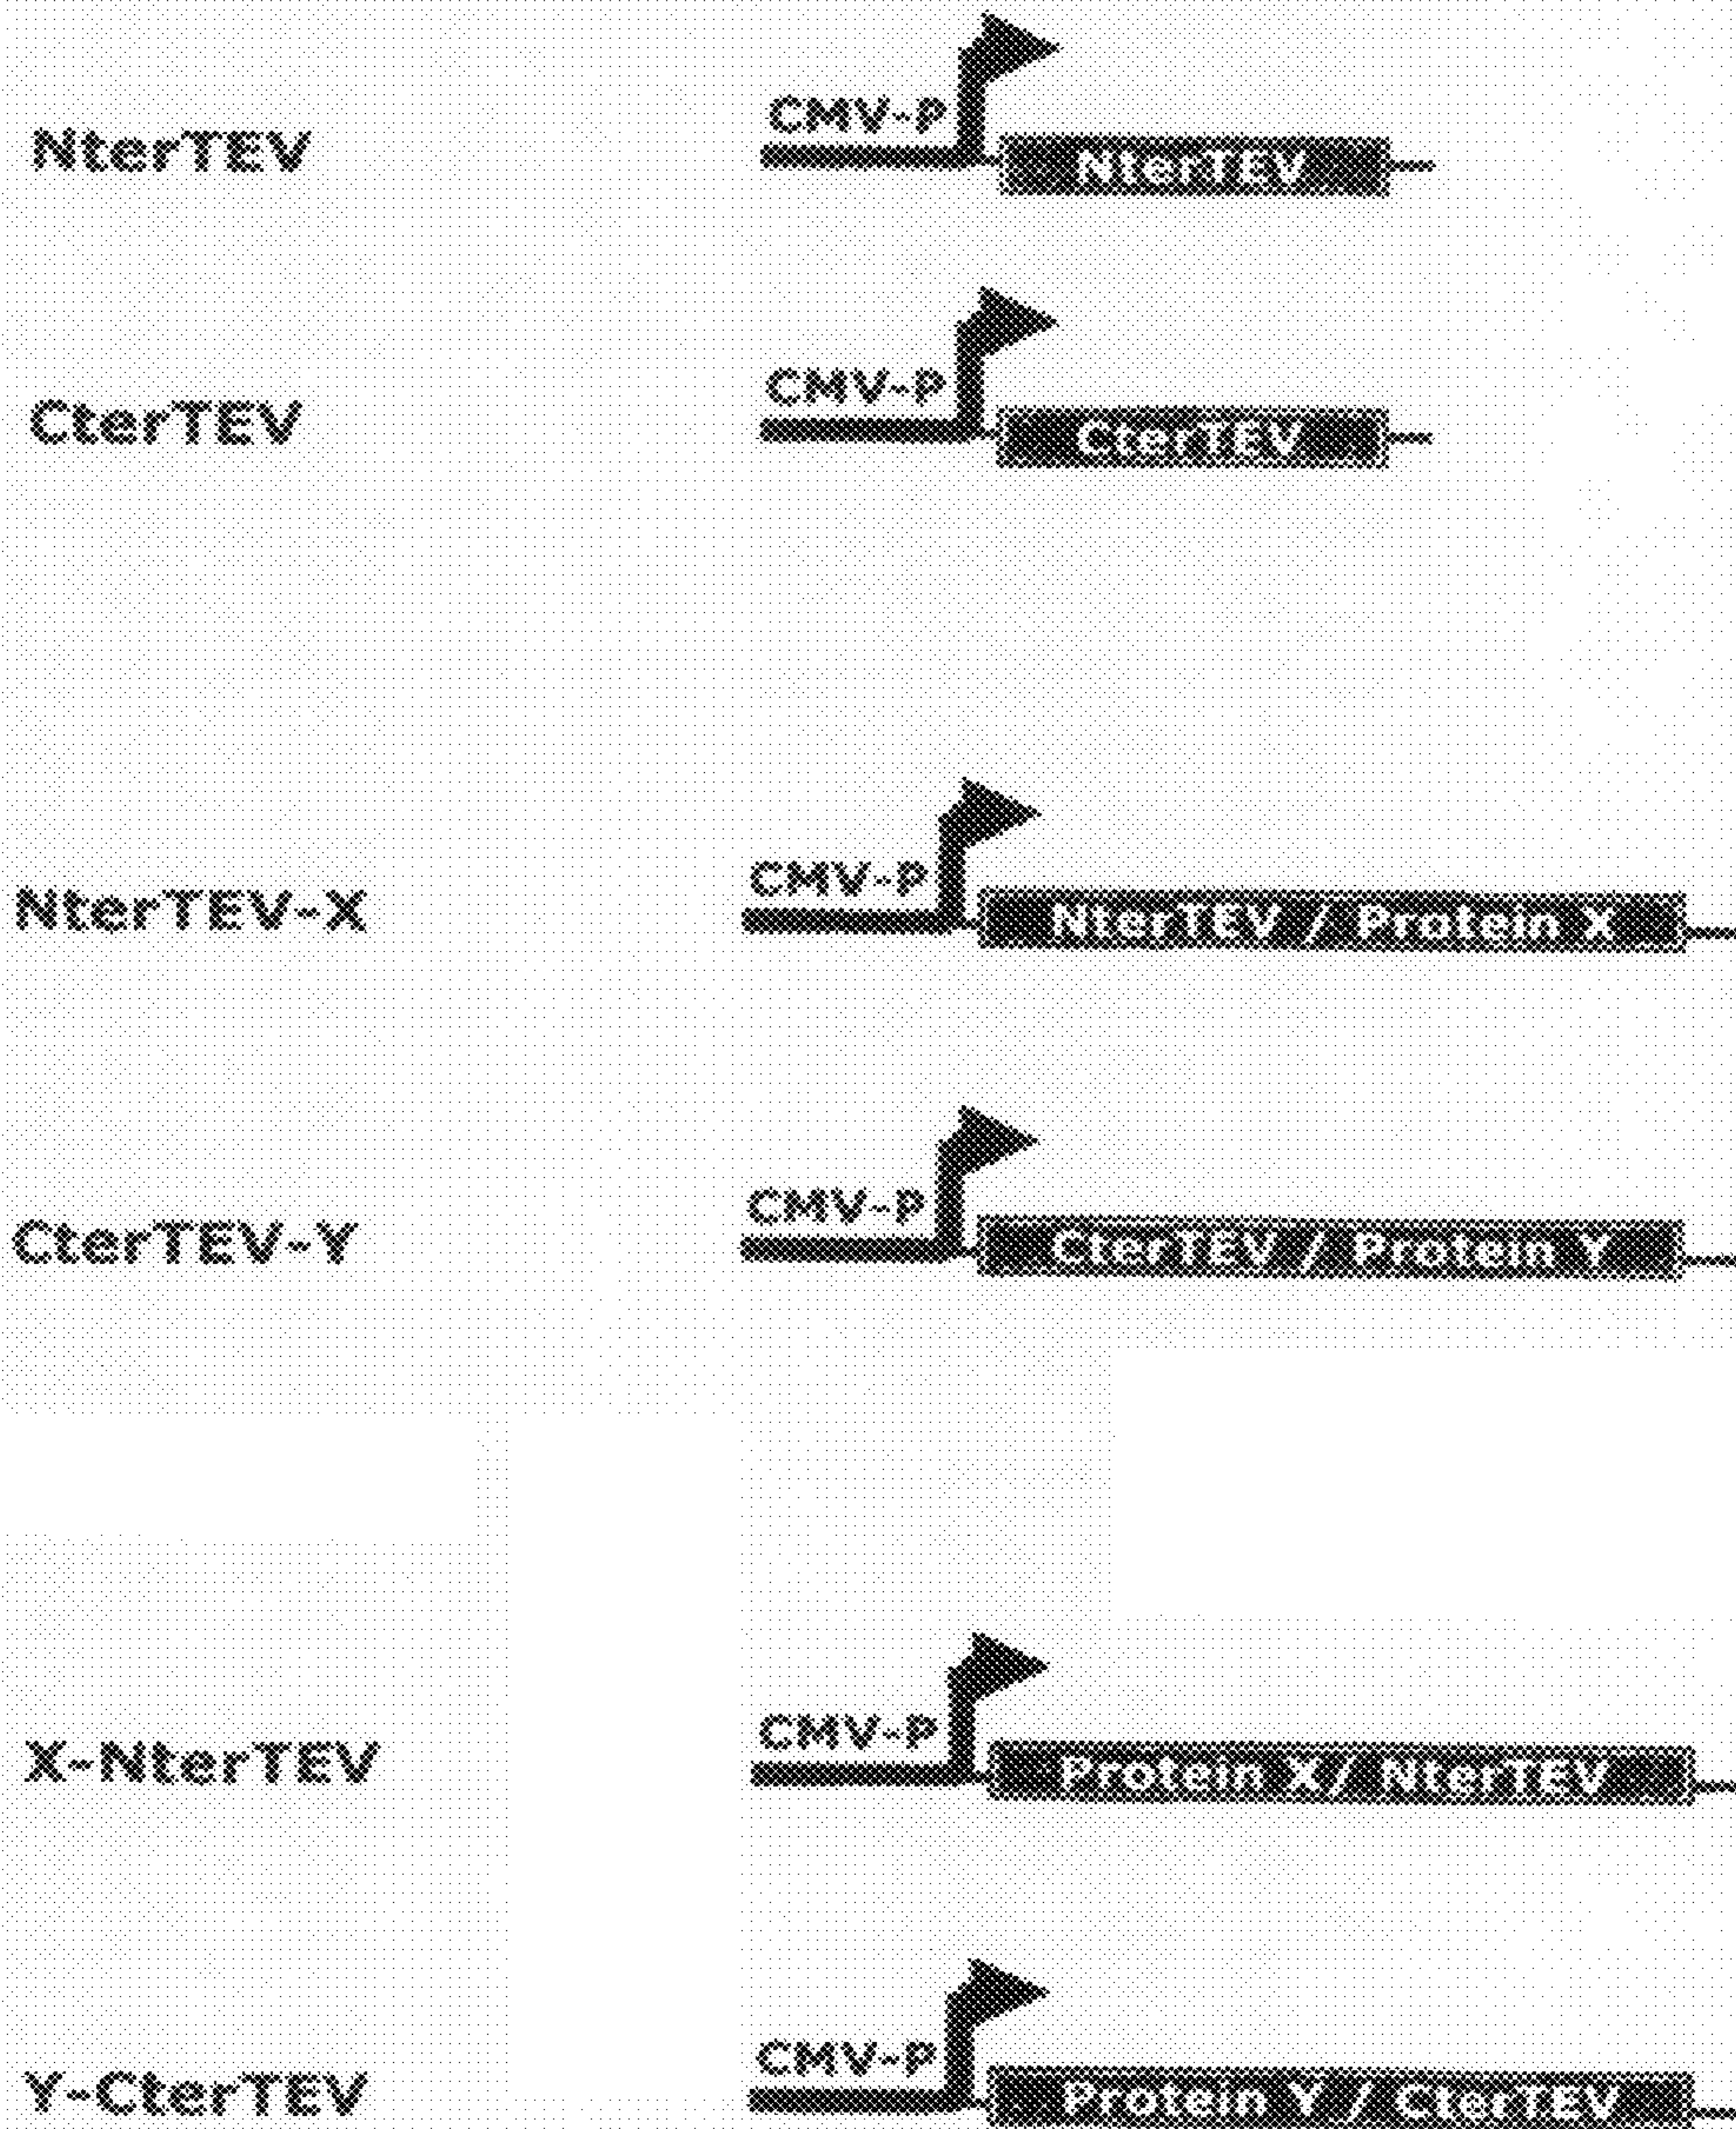 CMV-P
NterTEV
NterTEV
CMV-P
CterTEV
CterTEV
CMV-P
NterTEV-X
NterTEV / Protein X
CMV-P
CterTEV-Y
CterTEV / Protein Y
CMV-P
X-NterTEV
Protein X/ NterTEV
CMV-P
Y-CterTEV
Protein Y / CterTEV